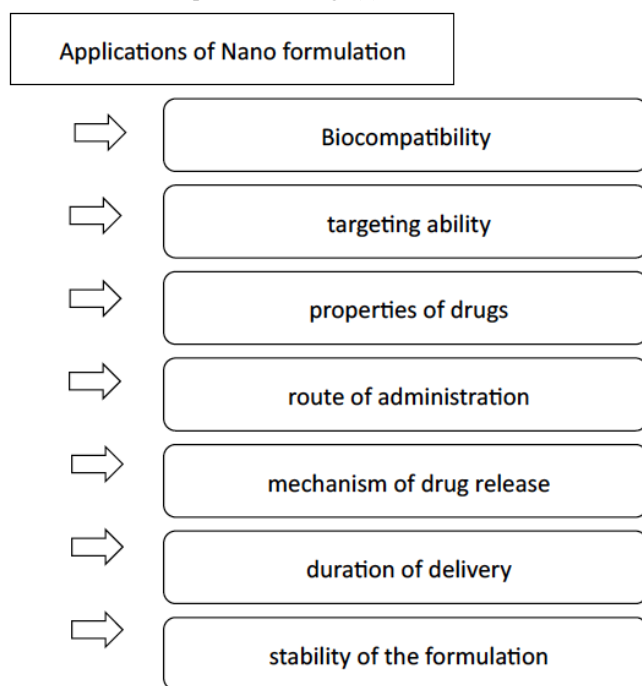 Applications of Nano formulation
Biocompatibility
targeting ability
properties of drugs
route of administration
mechanism of drug release
duration of delivery
stability of the formulation